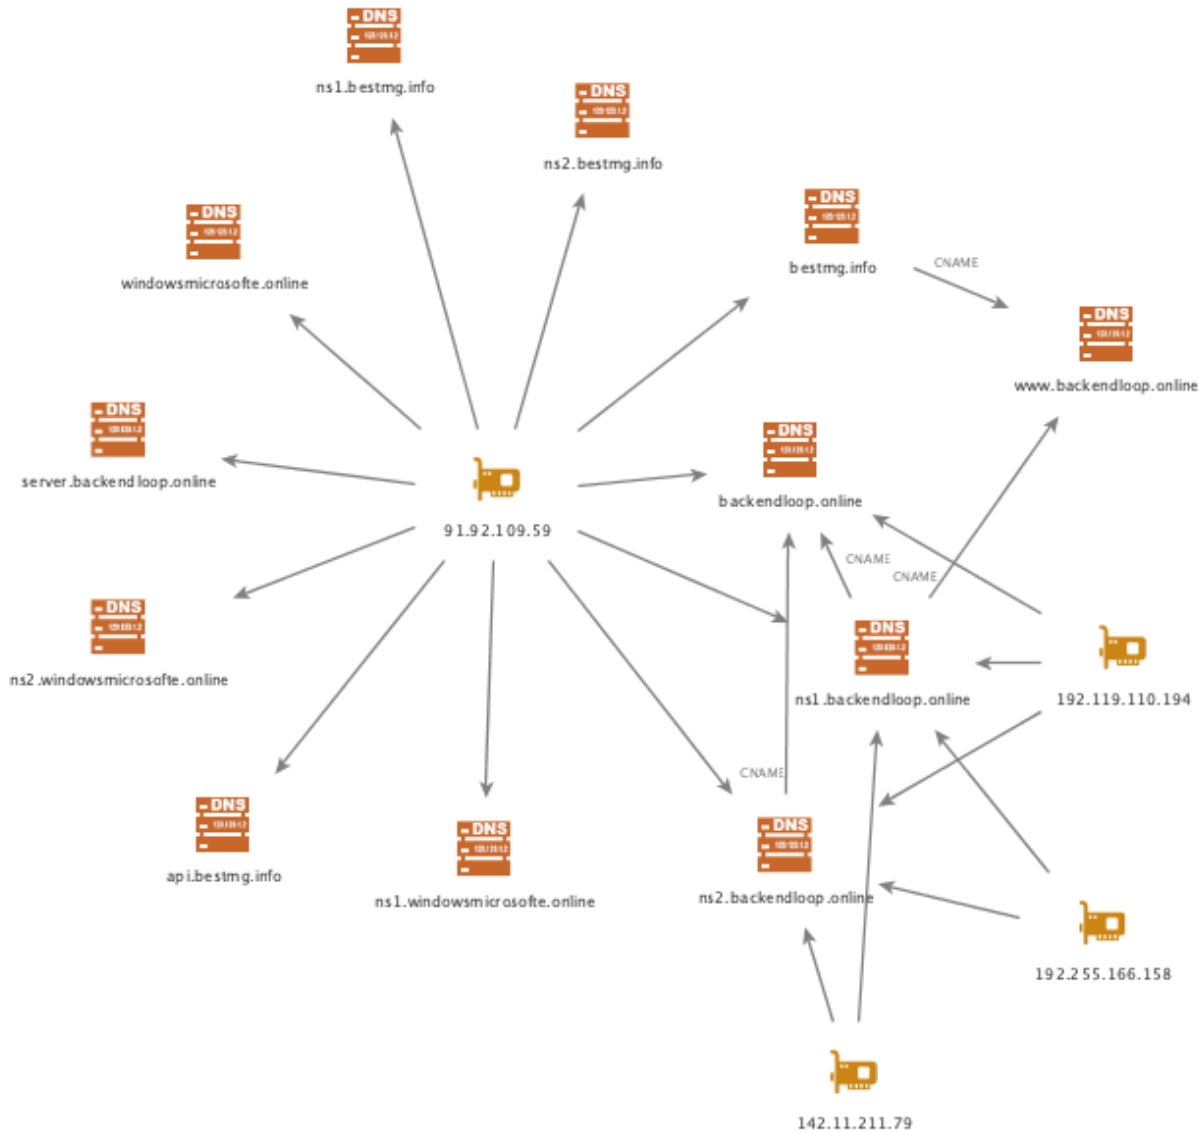 DNS
ns1.bestmg.info
DNS
ns2.bestmg.info
DNS
windowsmicrosofte.online
DNS
bestmg.info
CNAME
DNS
www.backendloop.online
DNS
server.backendloop.online
DNS
backendloop.online
91.92.109.59
CNAME
CNAME
DNS
ns2.windowsmicrosofte.online
DNS
ns1.backendloop.online
192.119.110.194
CNAME
DNS
api.bestmg.info
DNS
ns1.windowsmicrosofte.online
DNS
ns2.backendloop.online
192.255.166.158
142.11.211.79